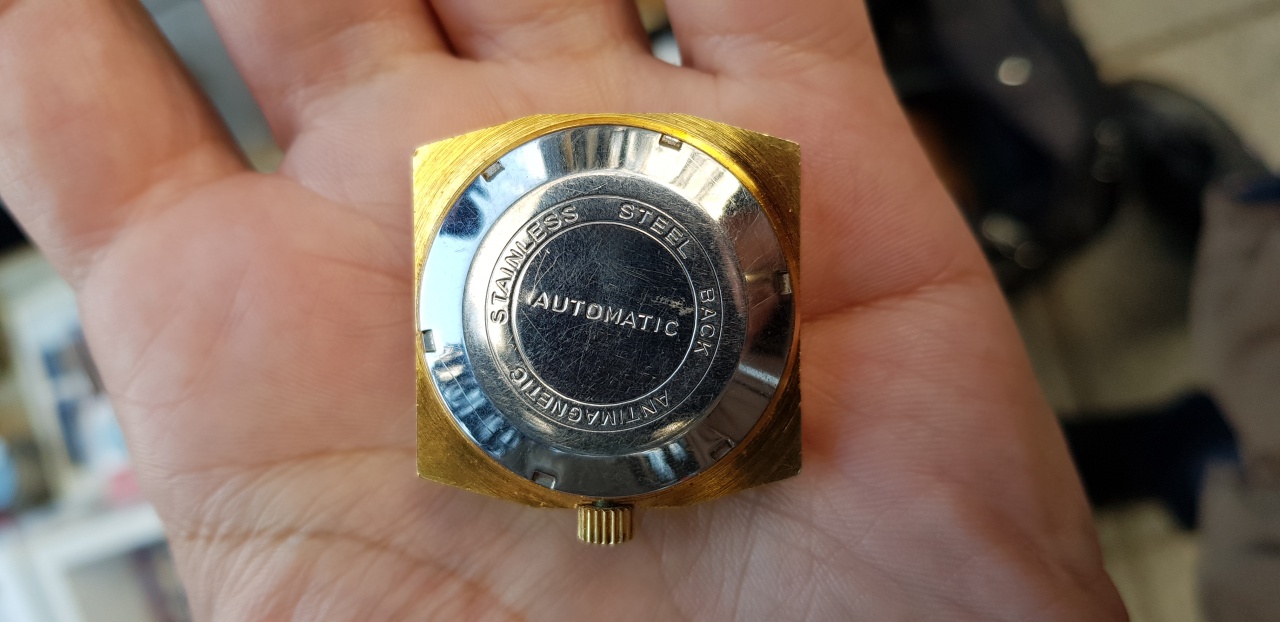 STAINLESS STEEL BACK
ANTIMAGNETIC
AUTOMATIC